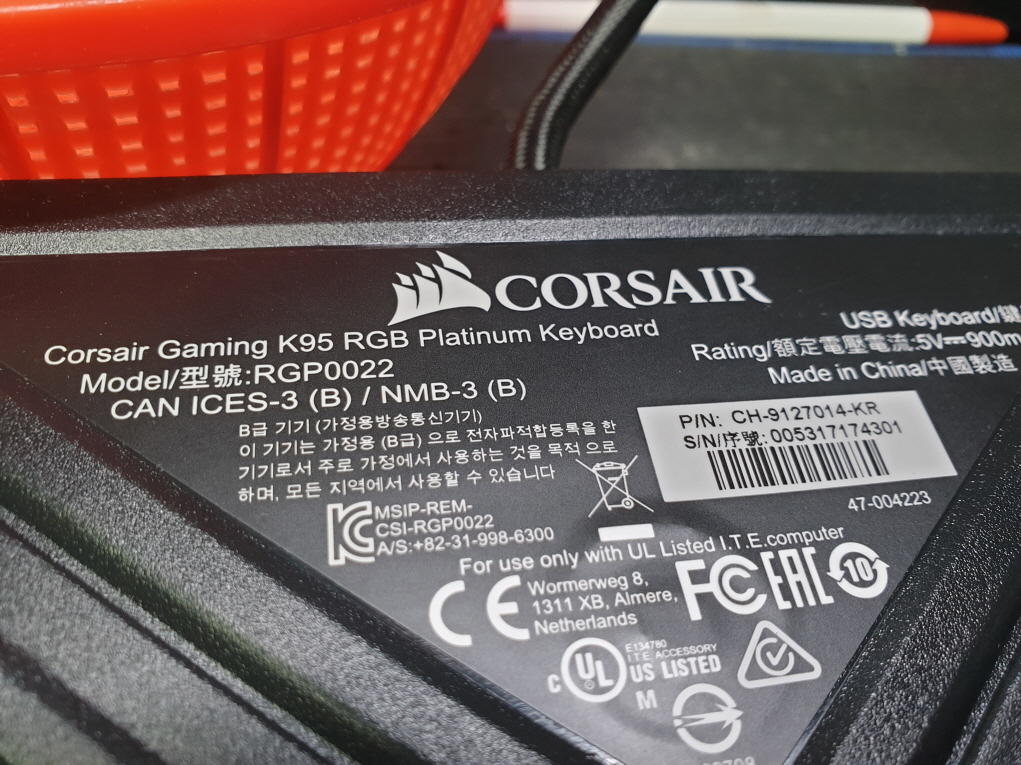 CORSAIR
Corsair Gaming K95 RGB Platinum Keyboard
Model/型號:RGP0022
CAN ICES-3 (B) / NMB-3 (B)
USB Keyboard/鍵
Rating/額定電壓電流:5V⎓900m
Made in China/中國製造
B급 기기 (가정용방송통신기기)
이 기기는 가정용 (B급) 으로 전자파적합등록을 한
기기로서 주로 가정에서 사용하는 것을 목적 으로
하며, 모든 지역에서 사용할 수 있습니다
P/N: CH-9127014-KR
S/N/序號: 005317174301
47-004223
MSIP-REM-
CSI-RGP0022
A/S:+82-31-998-6300
For use only with UL Listed I.T.E.computer
CE
Wormerweg 8,
1311 XB, Almere,
Netherlands
FC EAC 10
E134780
I.T.E. ACCESSORY
c UL US LISTED
M